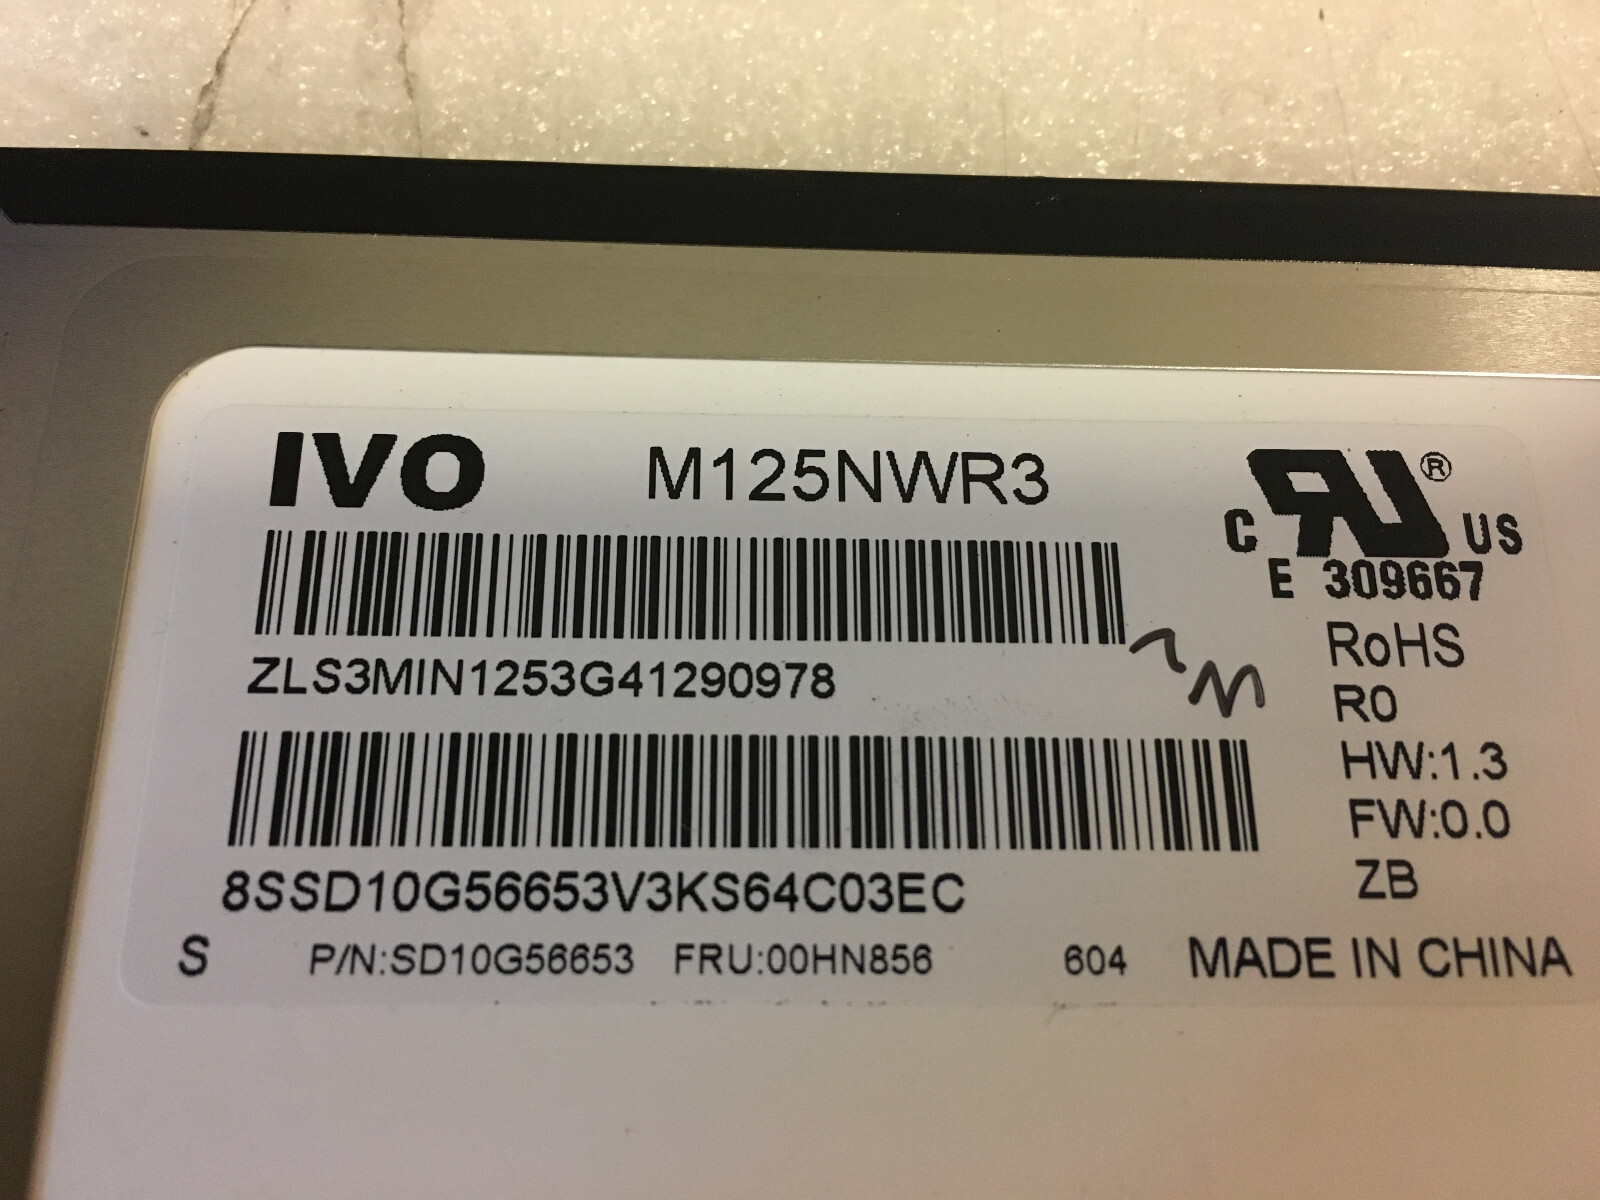 IVO M125NWR3
C RU® US
E 309667
ZLS3MIN1253G41290978
RoHS
R0
HW:1.3
FW:0.0
8SSD10G56653V3KS64C03EC
ZB
S P/N:SD10G56653 FRU:00HN856 604 MADE IN CHINA